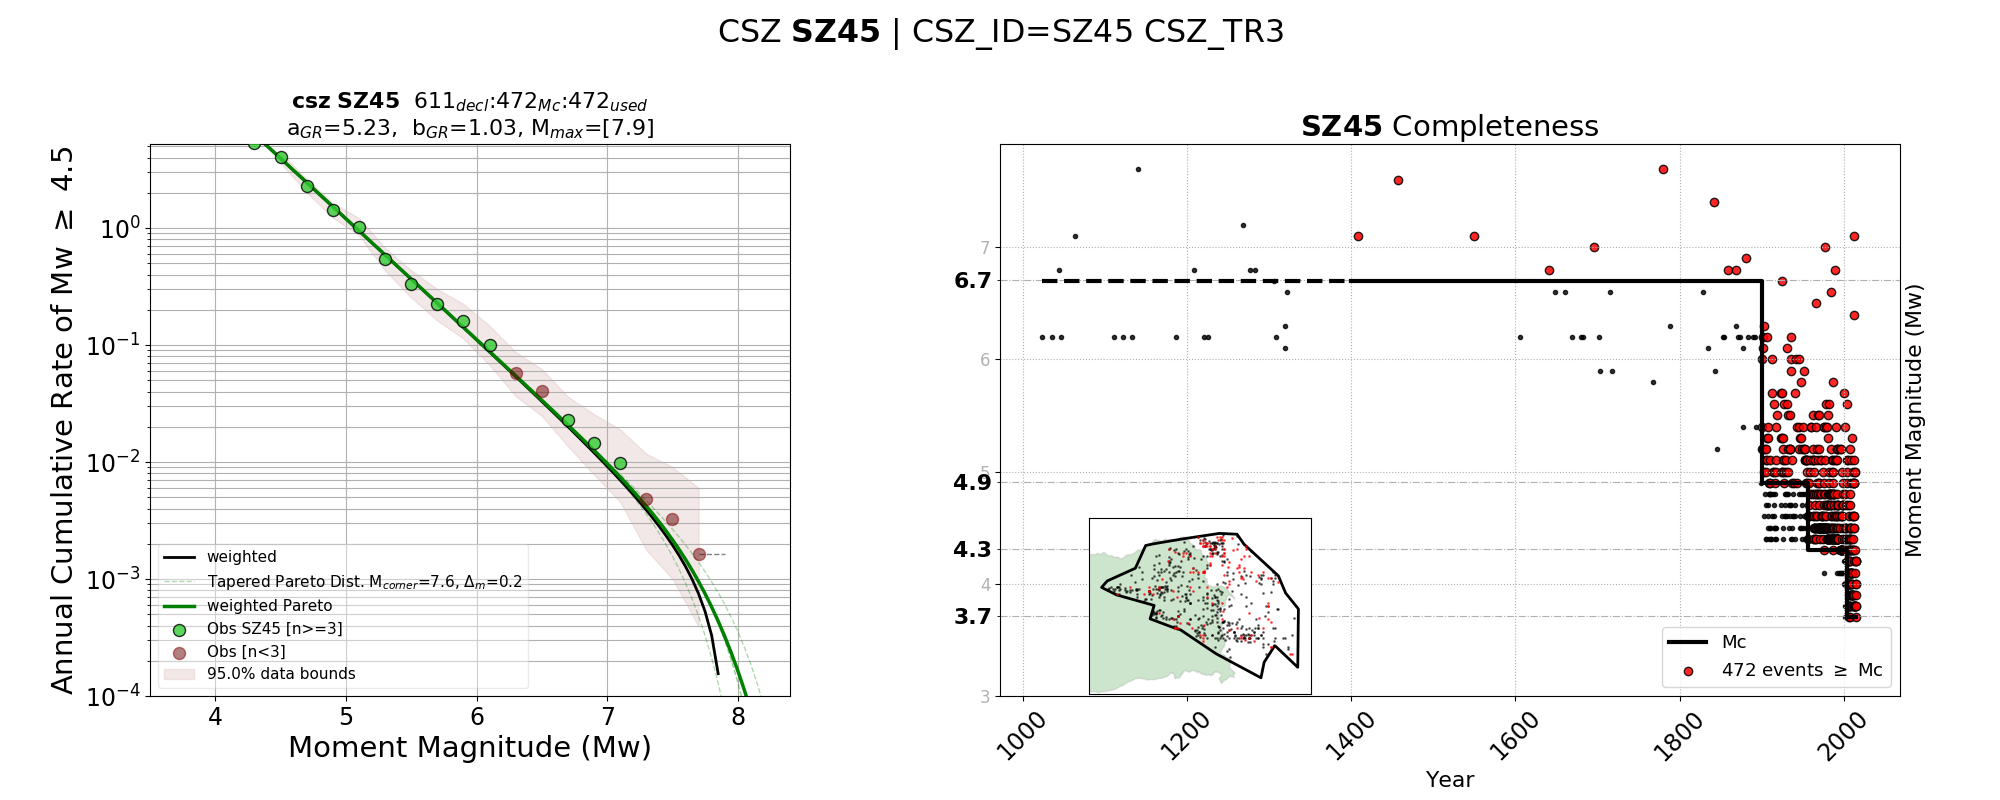 CSZ SZ45 | CSZ_ID=SZ45 CSZ_TR3
csz SZ45 611decl:472Mc:472used
aGR=5.23, bGR=1.03, Mmax=[7.9]
Annual Cumulative Rate of Mw ≥ 4.5
10^0
10^-1
10^-2
10^-3
10^-4
weighted
Tapered Pareto Dist. Mcorner=7.6, Δm=0.2
weighted Pareto
Obs SZ45 [n>=3]
Obs [n<3]
95.0% data bounds
4 5 6 7 8
Moment Magnitude (Mw)
SZ45 Completeness
7
6.7
6
5
4.9
4.3
4
3.7
3
Mc
472 events ≥ Mc
1000 1200 1400 1600 1800 2000
Year
Moment Magnitude (Mw)